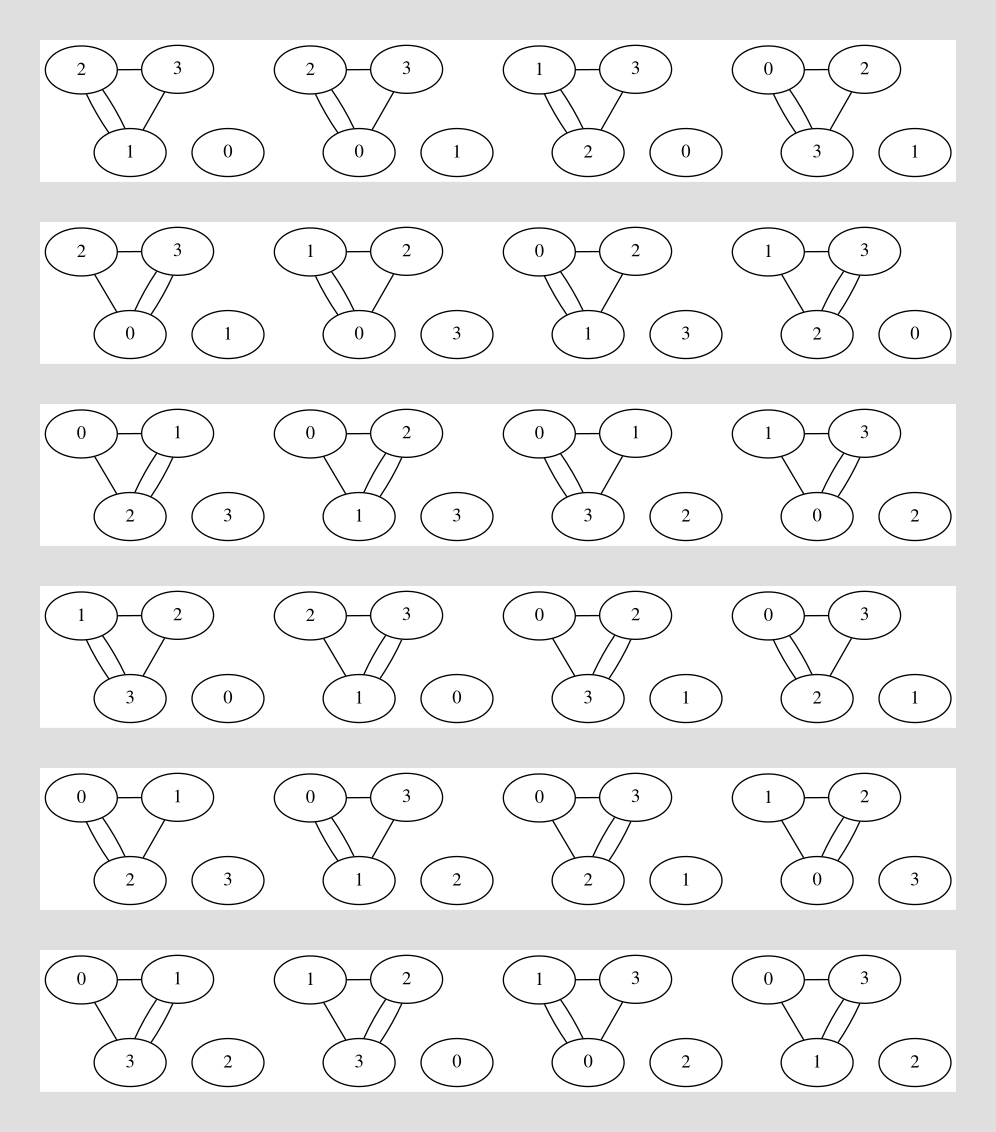 2 3 2 3 1 3 0 2
1 0 0 1 2 0 3 1
2 3 1 2 0 2 1 3
0 1 0 3 1 3 2 0
0 1 0 2 0 1 1 3
2 3 1 3 3 2 0 2
1 2 2 3 0 2 0 3
3 0 1 0 3 1 2 1
0 1 0 3 0 3 1 2
2 3 1 2 2 1 0 3
0 1 1 2 1 3 0 3
3 2 3 0 0 2 1 2